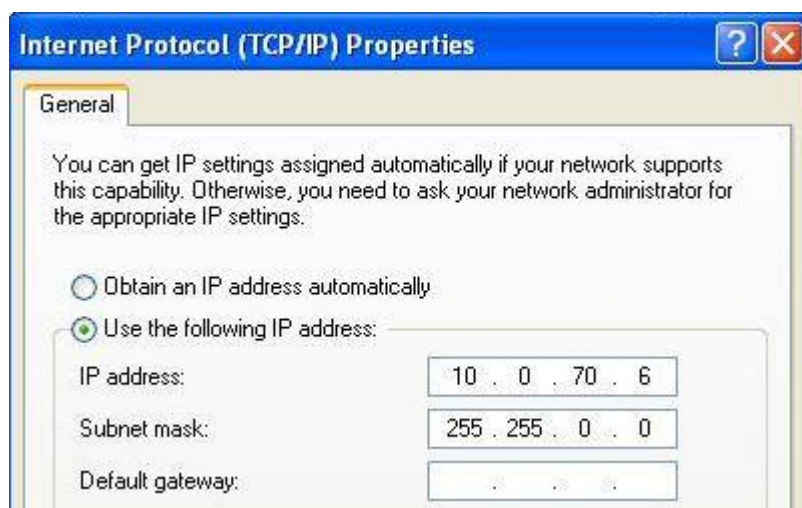 Internet Protocol (TCP/IP) Properties
General
You can get IP settings assigned automatically if your network supports
this capability. Otherwise, you need to ask your network administrator for
the appropriate IP settings.
Obtain an IP address automatically
Use the following IP address:
IP address: 10 . 0 . 70 . 6
Subnet mask: 255 . 255 . 0 . 0
Default gateway: . . .